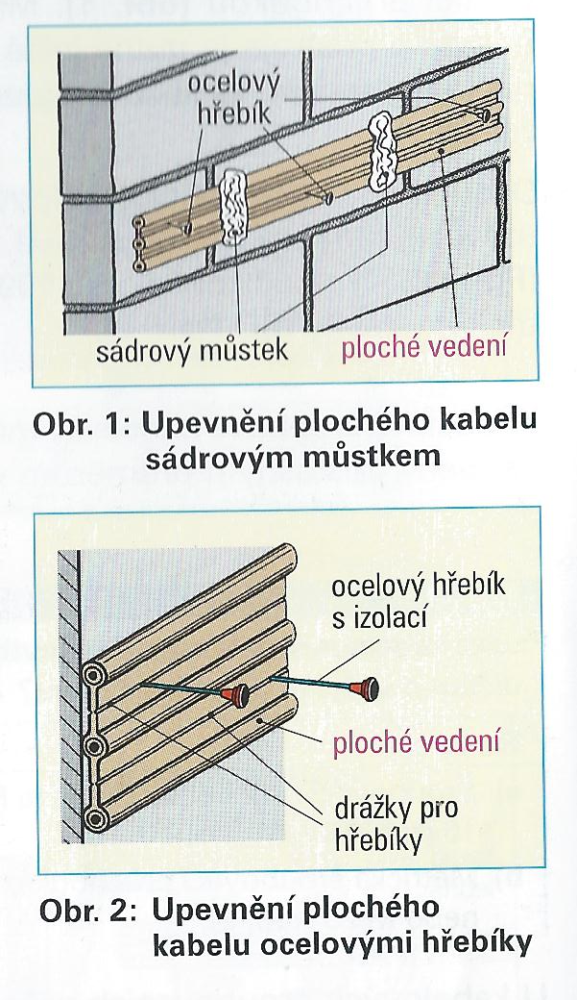 ocelový
hřebík
sádrový můstek
ploché vedení
Obr. 1: Upevnění plochého kabelu
sádrovým můstkem
ocelový hřebík
s izolací
ploché vedení
drážky pro
hřebíky
Obr. 2: Upevnění plochého
kabelu ocelovými hřebíky